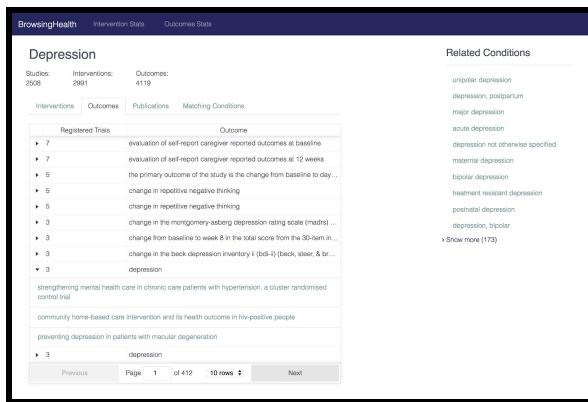 BrowsingHealth Intervention Stats Outcomes Stats
Depression
Studies: Interventions: Outcomes:
2508 2991 4119
Interventions Outcomes Publications Matching Conditions
Registered Trials Outcome
7 evaluation of self-report caregiver reported outcomes at baseline
7 evaluation of self-report caregiver reported outcomes at 12 weeks
5 the primary outcome of the study is the change from baseline to day...
5 change in repetitive negative thinking
5 change in repetitive negative thinking
3 change in the montgomery-asberg depression rating scale (madrs) ...
3 change from baseline to week 8 in the total score from the 30-item in...
3 change in the beck depression inventory ii (bdi-ii) (beck, steer, & br...
3 depression
strengthening mental health care in chronic care patients with hypertension. a cluster randomised
control trial
community home-based care intervention and its health outcome in hiv-positive people
preventing depression in patients with macular degeneration
3 depression
Previous Page 1 of 412 10 rows Next
Related Conditions
unipolar depression
depression, postpartum
major depression
acute depression
depression not otherwise specified
maternal depression
bipolar depression
treatment resistant depression
postnatal depression
depression, bipolar
Show more (173)